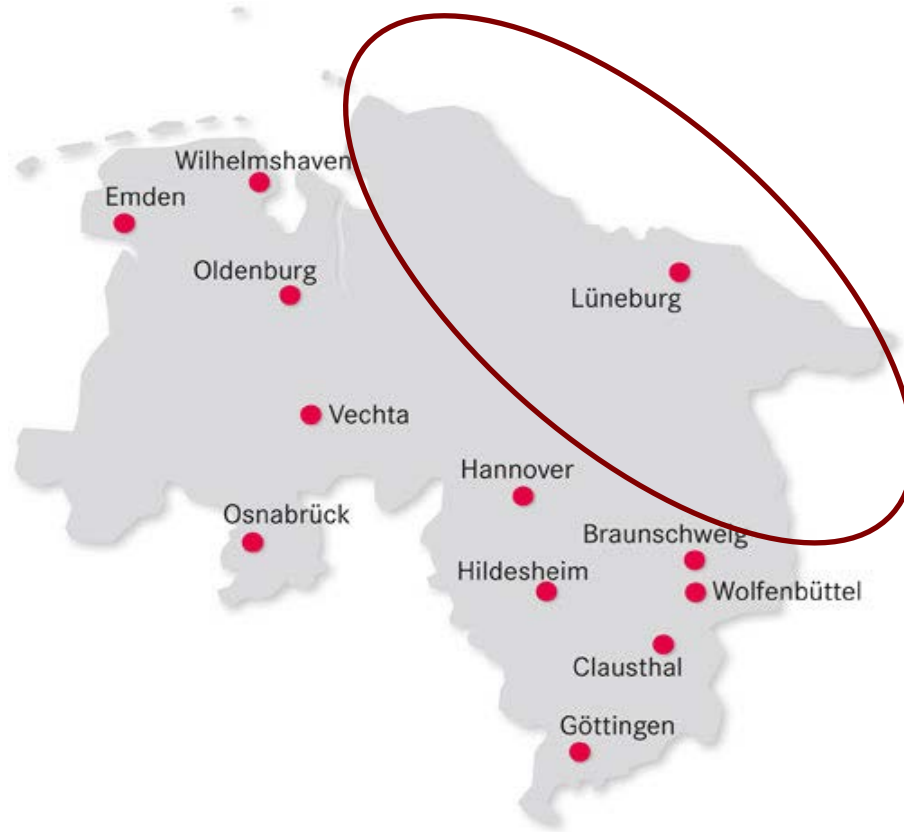 Wilhelmshaven
Emden
Oldenburg
Lüneburg
Vechta
Hannover
Osnabrück
Braunschweig
Hildesheim
Wolfenbüttel
Clausthal
Göttingen